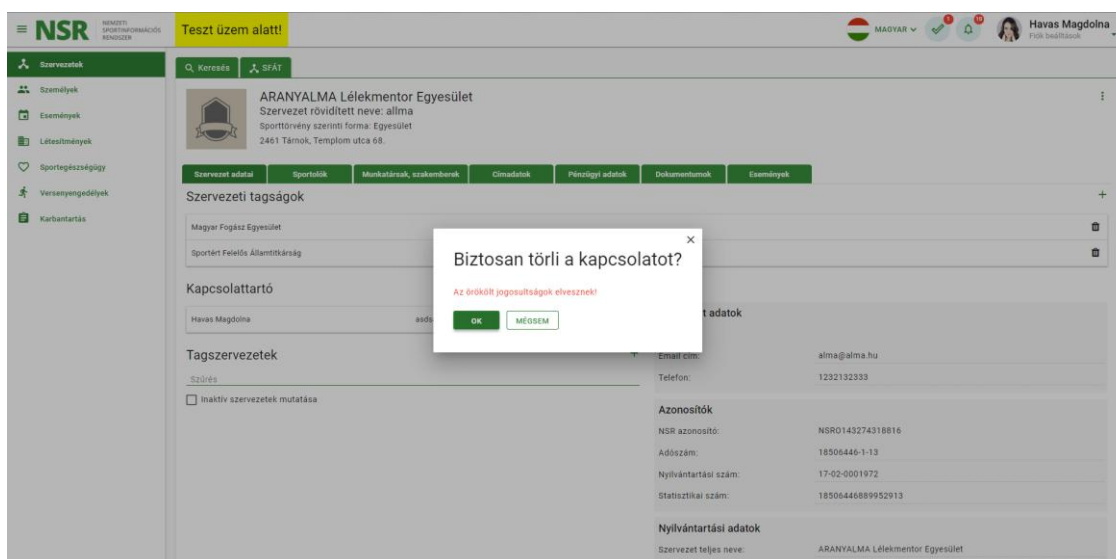 NSR
NEMZETI
SPORTINFORMÁCIÓS
RENDSZER
Teszt üzem alatt!
MAGYAR
1
19
Havas Magdolna
Fiók beállítások
Szervezetek
Személyek
Események
Létesítmények
Sportegészségügy
Versenyengedélyek
Karbantartás
Keresés
SFÁT
ARANYALMA Lélekmentor Egyesület
Szervezet rövidített neve: allma
Sporttörvény szerinti forma: Egyesület
2461 Tárnok, Templom utca 68.
Szervezet adatai
Sportolók
Munkatársak, szakemberek
Címadatok
Pénzügyi adatok
Dokumentumok
Események
Szervezeti tagságok
Magyar Fogász Egyesület
Sportért Felelős Államtitkárság
Biztosan törli a kapcsolatot?
Az örökölt jogosultságok elvesznek!
OK
MÉGSEM
Kapcsolattartó
Havas Magdolna
asds
t adatok
Tagszervezetek
Szűrés
Inaktív szervezetek mutatása
Email cím:
alma@alma.hu
Telefon:
1232132333
Azonosítók
NSR azonosító:
NSRO143274318816
Adószám:
18506446-1-13
Nyilvántartási szám:
17-02-0001972
Statisztikai szám:
18506446889952913
Nyilvántartási adatok
Szervezet teljes neve:
ARANYALMA Lélekmentor Egyesület